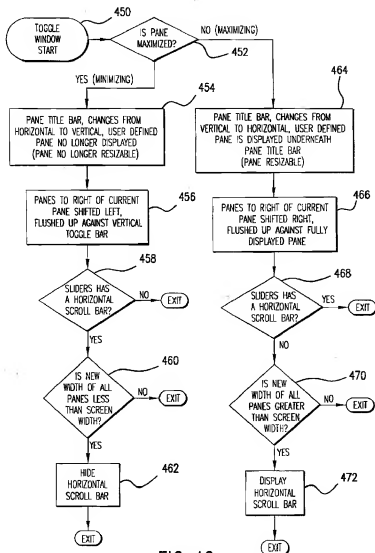 TOGGLE
WINDOW
START
450
IS PANE
MAXIMIZED?
452
NO (MAXIMIZING)
YES (MINIMIZING)
454
PANE TITLE BAR, CHANGES FROM
HORIZONTAL TO VERTICAL, USER DEFINED
PANE NO LONGER DISPLAYED
(PANE NO LONGER RESIZABLE)
464
PANE TITLE BAR, CHANGES FROM
VERTICAL TO HORIZONTAL, USER DEFINED
PANE IS DISPLAYED UNDERNEATH
PANE TITLE BAR
(PANE RESIZABLE)
456
PANES TO RIGHT OF CURRENT
PANE SHIFTED LEFT,
FLUSHED UP AGAINST VERTICAL
TOGGLE BAR
466
PANES TO RIGHT OF CURRENT
PANE SHIFTED RIGHT,
FLUSHED UP AGAINST FULLY
DISPLAYED PANE
458
SLIDERS HAS
A HORIZONTAL
SCROLL BAR?
NO
EXIT
YES
468
SLIDERS HAS
A HORIZONTAL
SCROLL BAR?
YES
EXIT
NO
460
IS NEW
WIDTH OF ALL
PANES LESS
THAN SCREEN
WIDTH?
NO
EXIT
YES
470
IS NEW
WIDTH OF ALL
PANES GREATER
THAN SCREEN
WIDTH?
NO
EXIT
YES
HIDE
HORIZONTAL
SCROLL BAR
462
EXIT
DISPLAY
HORIZONTAL
SCROLL BAR
472
EXIT